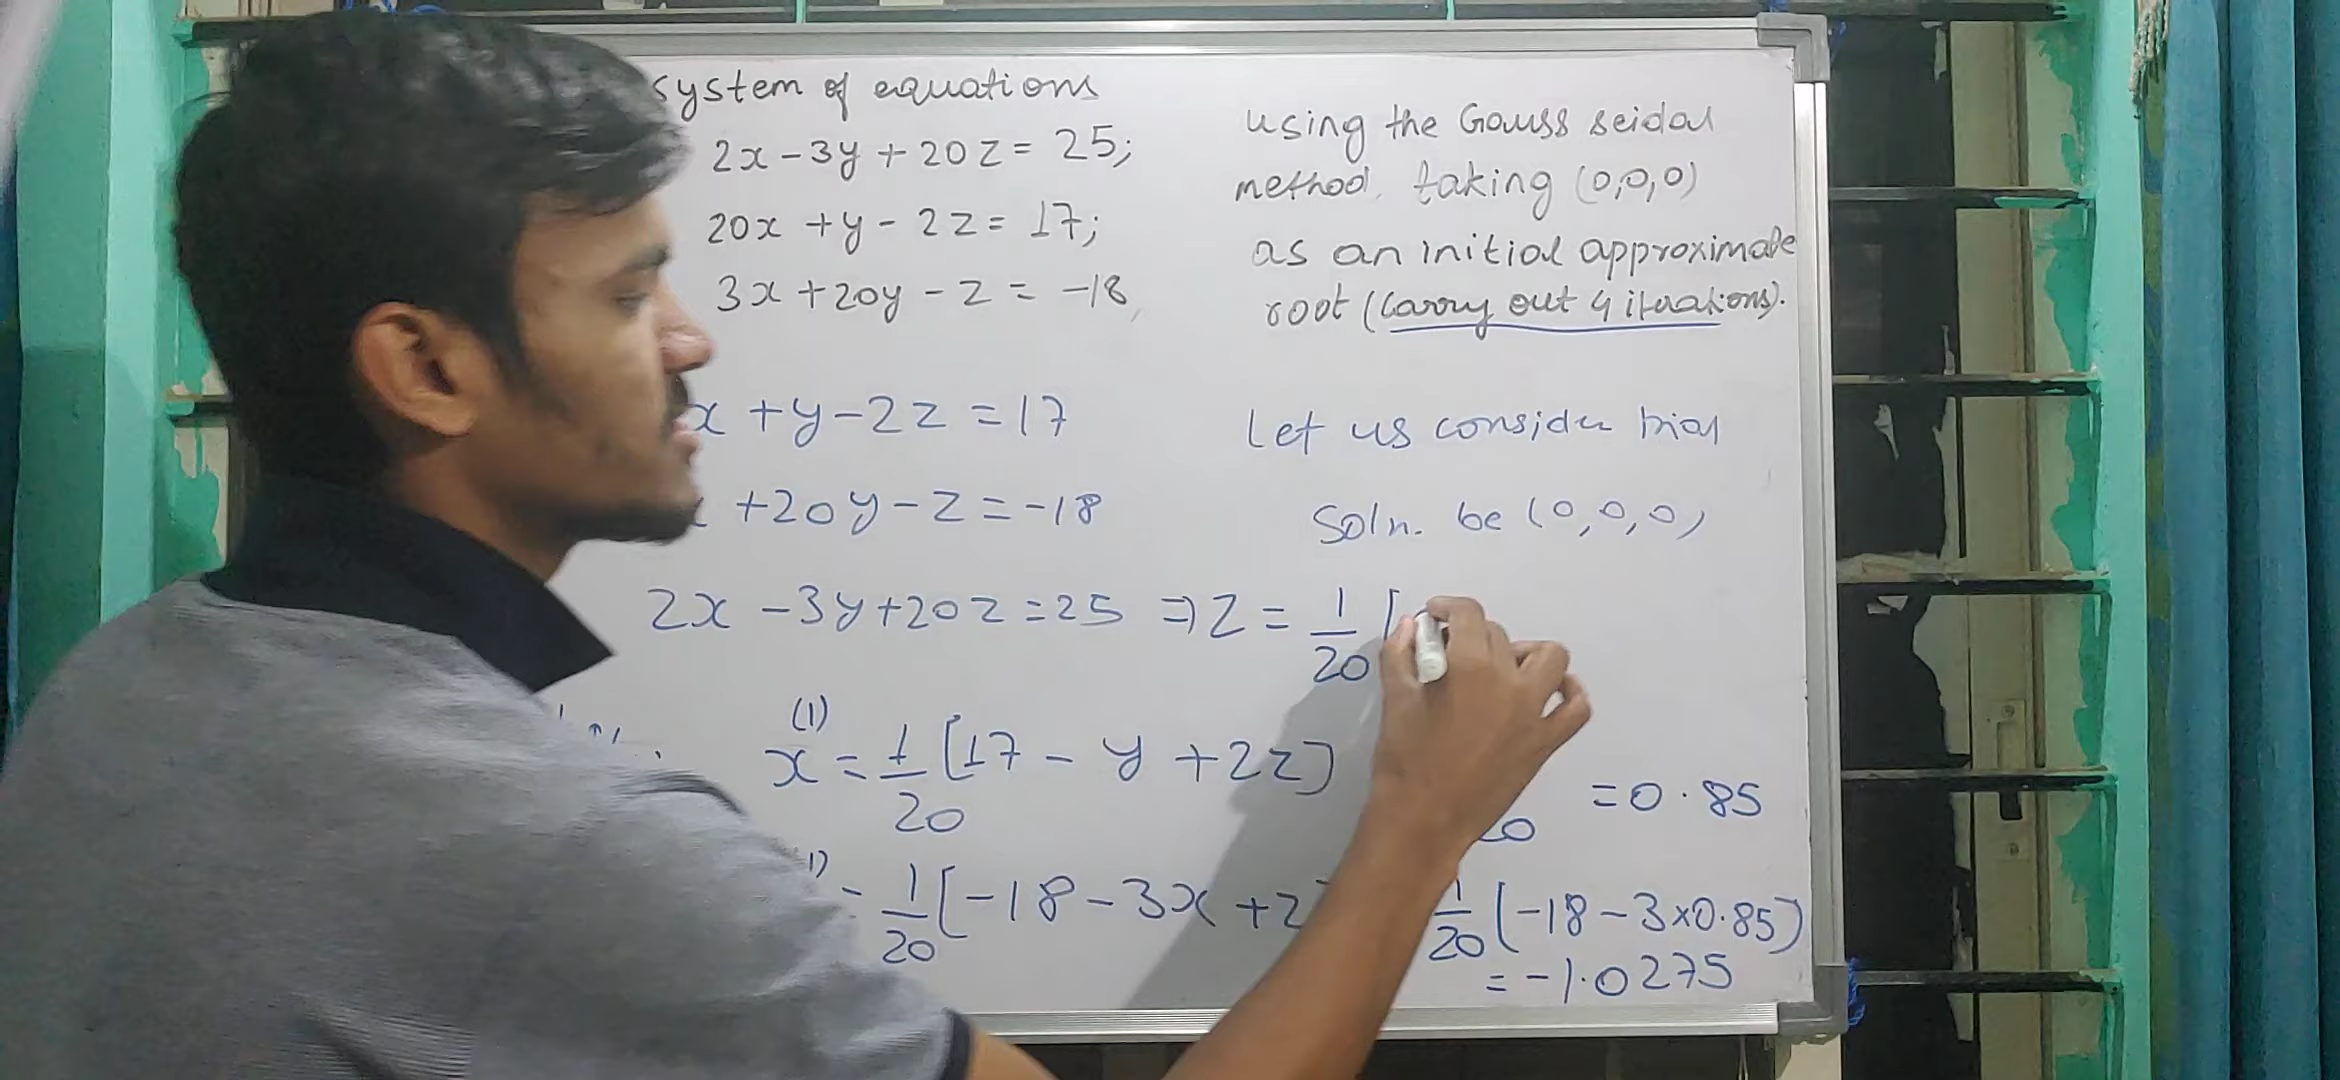 system of equations
2x - 3y + 20z = 25;
20x + y - 2z = 17;
3x + 20y - z = -18,
using the Gauss seidal
method, taking (0,0,0)
as an initial approximate
root (carry out 4 iterations).
x + y - 2z = 17
+ 20y - z = -18
2x - 3y + 20z = 25 ⇒ z = 1/20 [
Let us consider trial
Soln. be (0, 0, 0)
x^(1) = 1/20 [17 - y + 2z]
= 0.85
= 1/20 [-18 - 3x + z
1/20 [-18 - 3×0.85)
= -1.0275